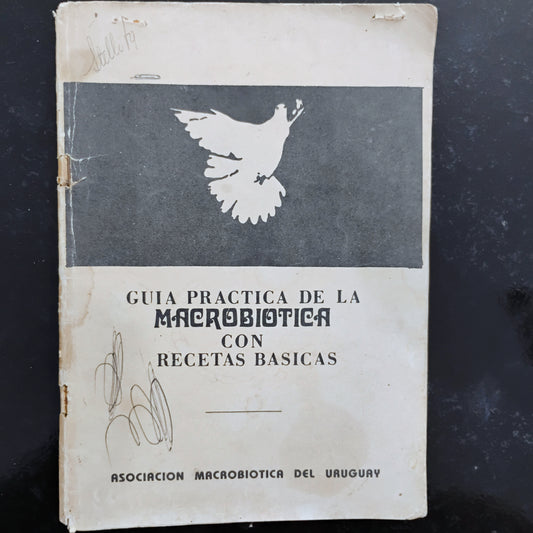 GUIA PRACTICA DE LA
MACROBIOTICA
CON
RECETAS BASICAS
ASOCIACION MACROBIOTICA DEL URUGUAY